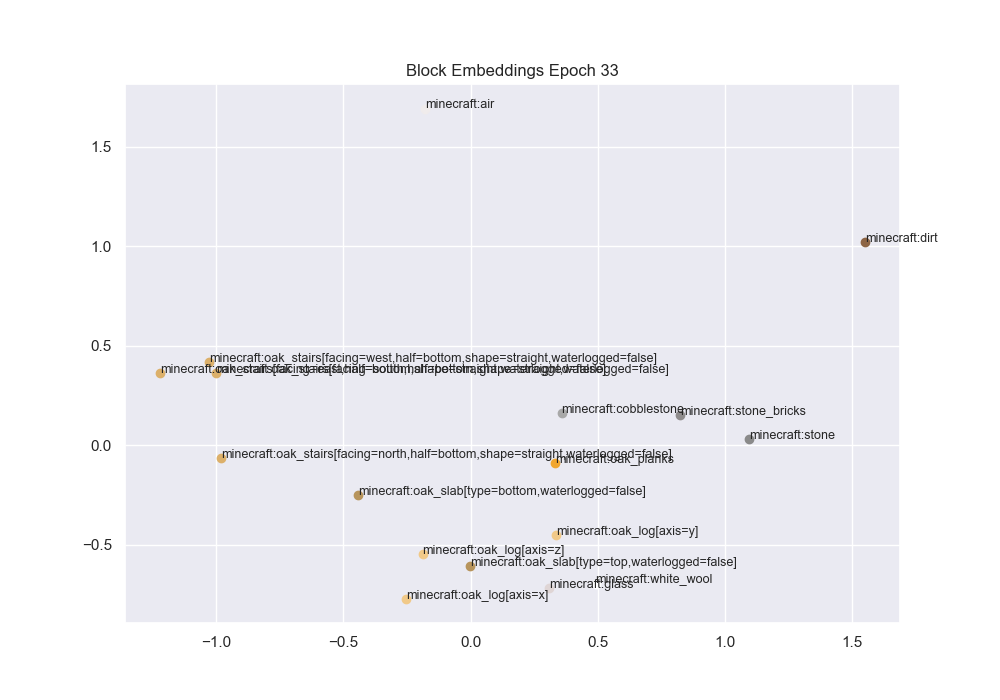 Block Embeddings Epoch 33
minecraft:air
1.5
minecraft:dirt
1.0
0.5
minecraft:oak_stairs[facing=west,half=bottom,shape=straight,waterlogged=false]
minecraft:cobblestone
minecraft:stone_bricks
minecraft:stone
0.0
minecraft:oak_stairs[facing=north,half=bottom,shape=straight,waterlogged=false]
minecraft:oak_planks
minecraft:oak_slab[type=bottom,waterlogged=false]
minecraft:oak_log[axis=y]
−0.5
minecraft:oak_log[axis=z]
minecraft:oak_slab[type=top,waterlogged=false]
minecraft:white_wool
minecraft:glass
minecraft:oak_log[axis=x]
−1.0
−0.5
0.0
0.5
1.0
1.5